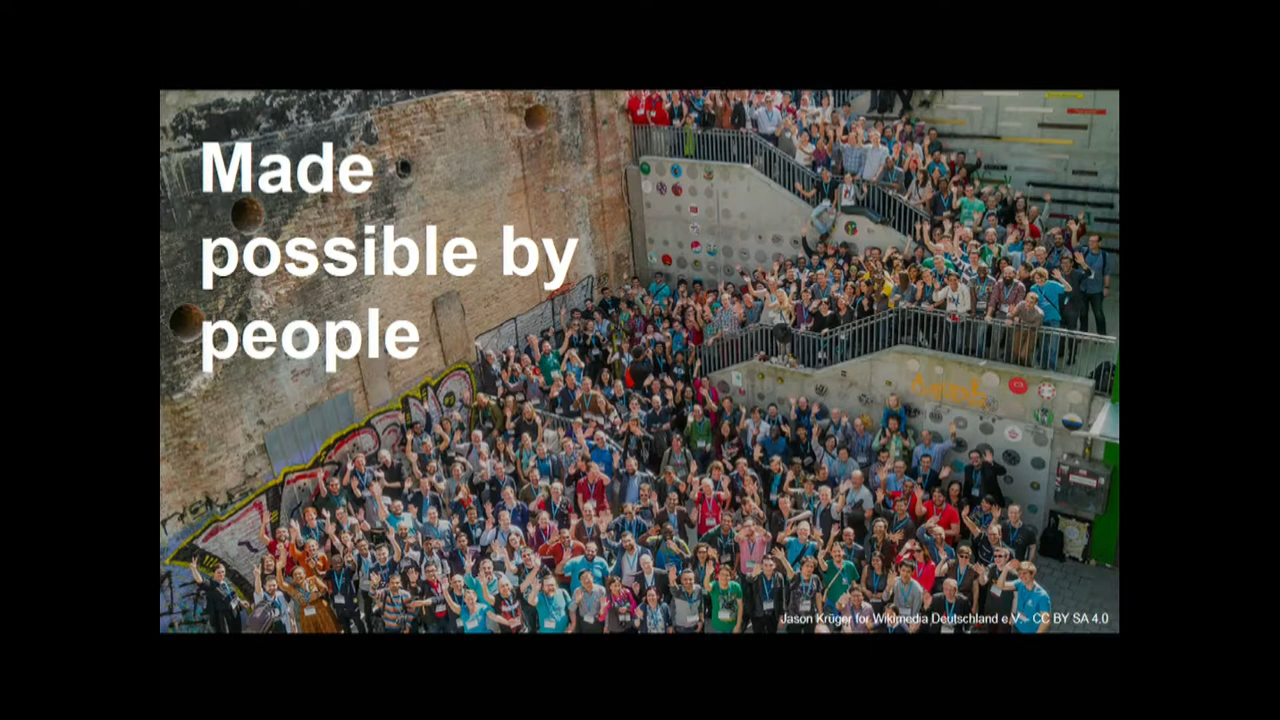 Made
possible by
people
Jason Krüger for Wikimedia Deutschland e.V. - CC BY SA 4.0